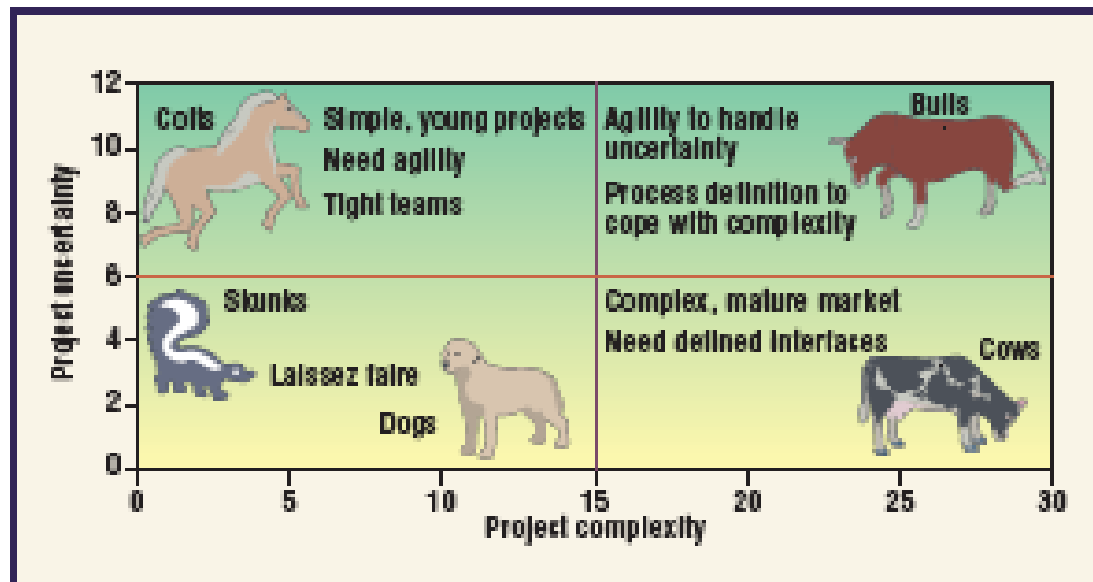 12
10
8
6
4
2
0
Project uncertainty
Colts
Simple, young projects
Need agility
Tight teams
Agility to handle
uncertainty
Process definition to
cope with complexity
Bulls
Skunks
Laissez faire
Dogs
Complex, mature market
Need defined interfaces
Cows
0
5
10
15
20
25
30
Project complexity